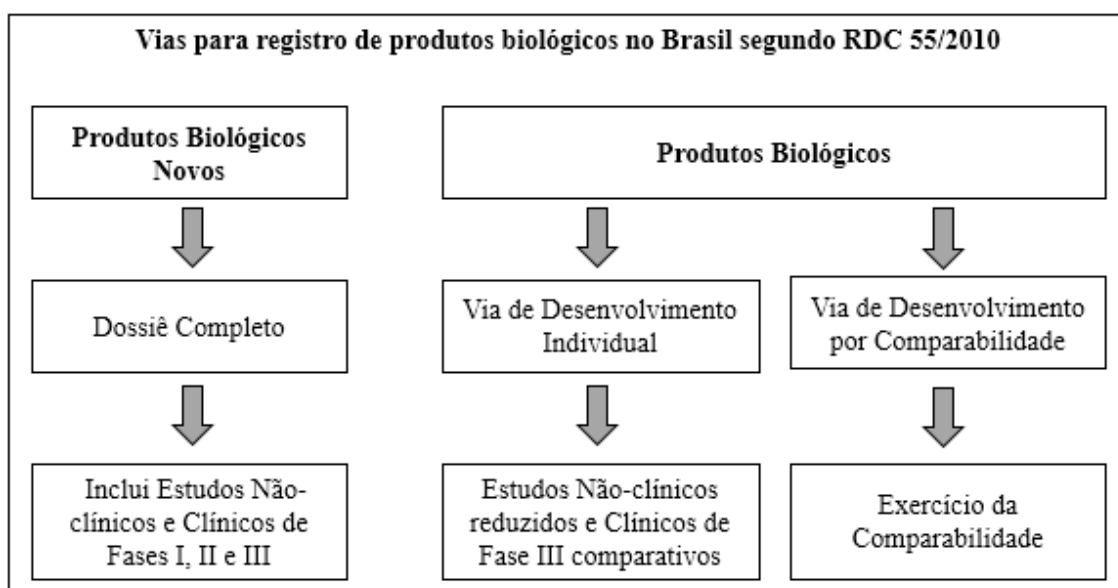 Vias para registro de produtos biológicos no Brasil segundo RDC 55/2010
Produtos Biológicos
Novos
Produtos Biológicos
Dossiê Completo
Via de Desenvolvimento
Individual
Via de Desenvolvimento
por Comparabilidade
Inclui Estudos Não-
clínicos e Clínicos de
Fases I, II e III
Estudos Não-clínicos
reduzidos e Clínicos de
Fase III comparativos
Exercício da
Comparabilidade